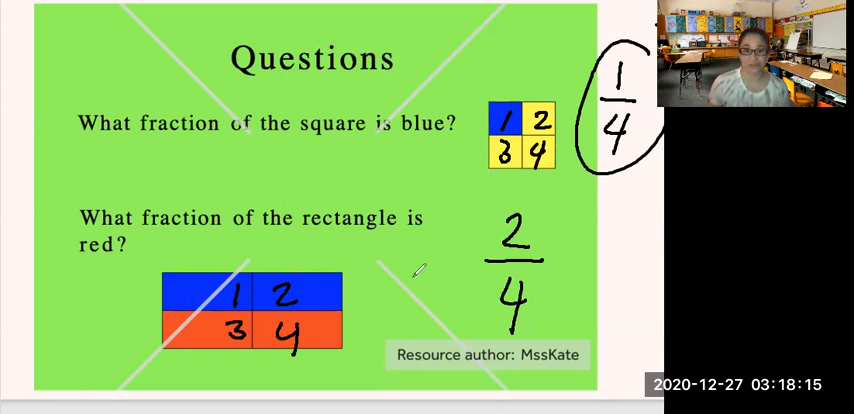 Questions
What fraction of the square is blue?
1 2
3 4
1
4
What fraction of the rectangle is
red?
1 2
3 4
2
4
Resource author: MssKate
2020-12-27 03:18:15